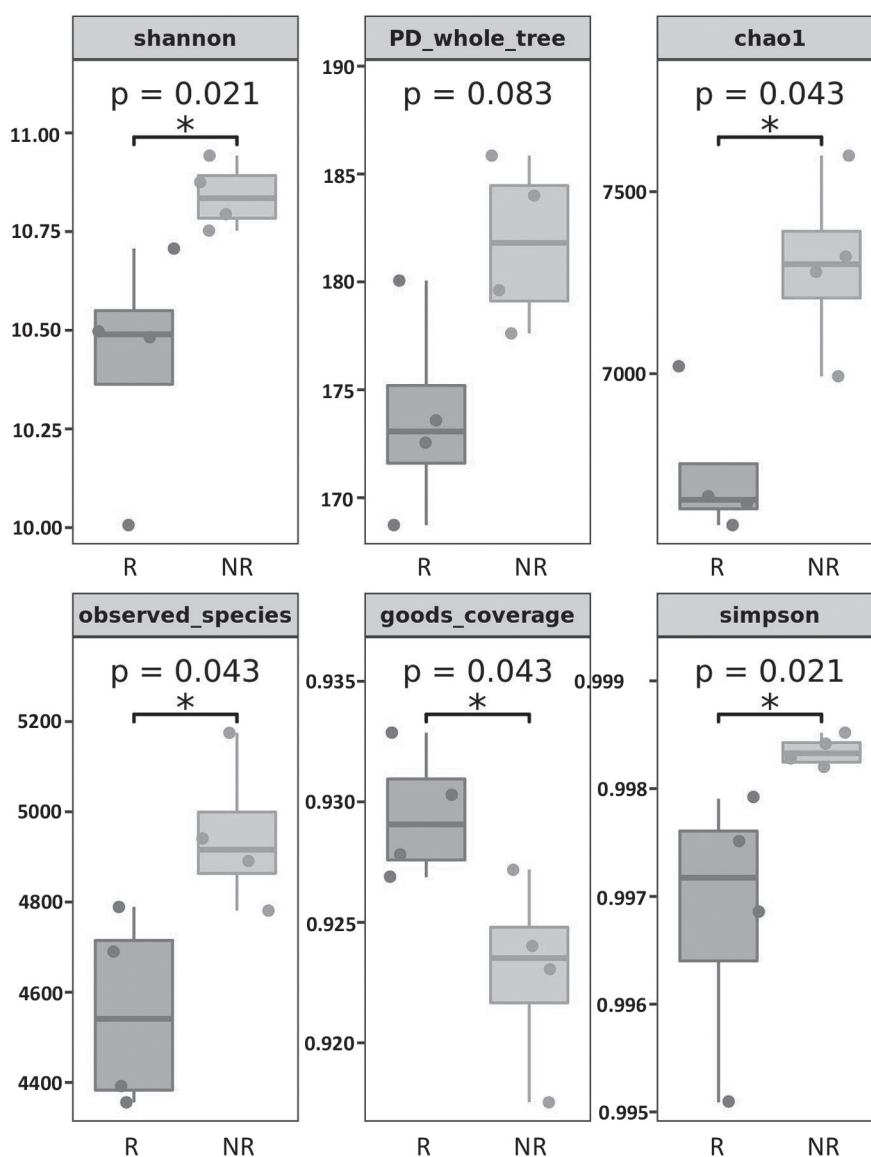 shannon
p = 0.021
*
11.00
10.75
10.50
10.25
10.00
R NR
PD_whole_tree
p = 0.083
190
185
180
175
170
R NR
chao1
p = 0.043
*
7500
7000
R NR
observed_species
p = 0.043
*
5200
5000
4800
4600
4400
R NR
goods_coverage
p = 0.043
*
0.935
0.930
0.925
0.920
R NR
simpson
p = 0.021
*
0.999
0.998
0.997
0.996
0.995
R NR